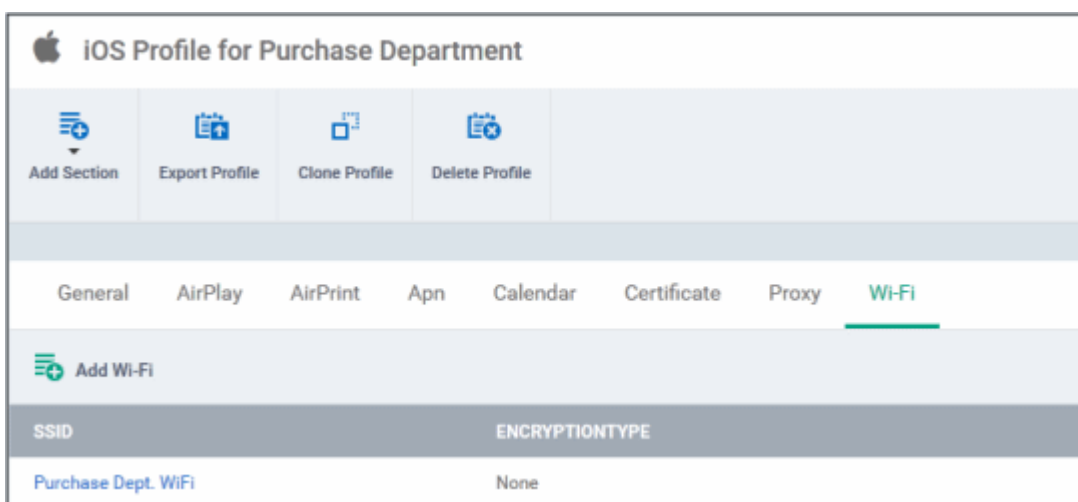 iOS Profile for Purchase Department
Add Section Export Profile Clone Profile Delete Profile
General AirPlay AirPrint Apn Calendar Certificate Proxy Wi-Fi
Add Wi-Fi
SSID ENCRYPTIONTYPE
Purchase Dept. WiFi None